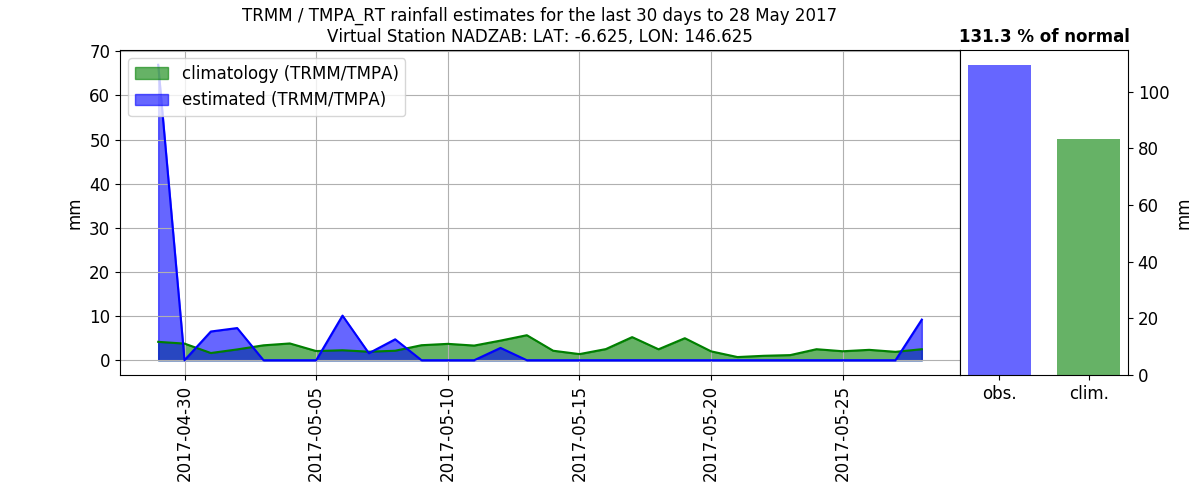 TRMM / TMPA_RT rainfall estimates for the last 30 days to 28 May 2017
Virtual Station NADZAB: LAT: -6.625, LON: 146.625
131.3 % of normal
climatology (TRMM/TMPA)
estimated (TRMM/TMPA)
70
60
50
40
30
20
10
0
mm
2017-04-30
2017-05-05
2017-05-10
2017-05-15
2017-05-20
2017-05-25
obs.
clim.
100
80
60
40
20
0
mm